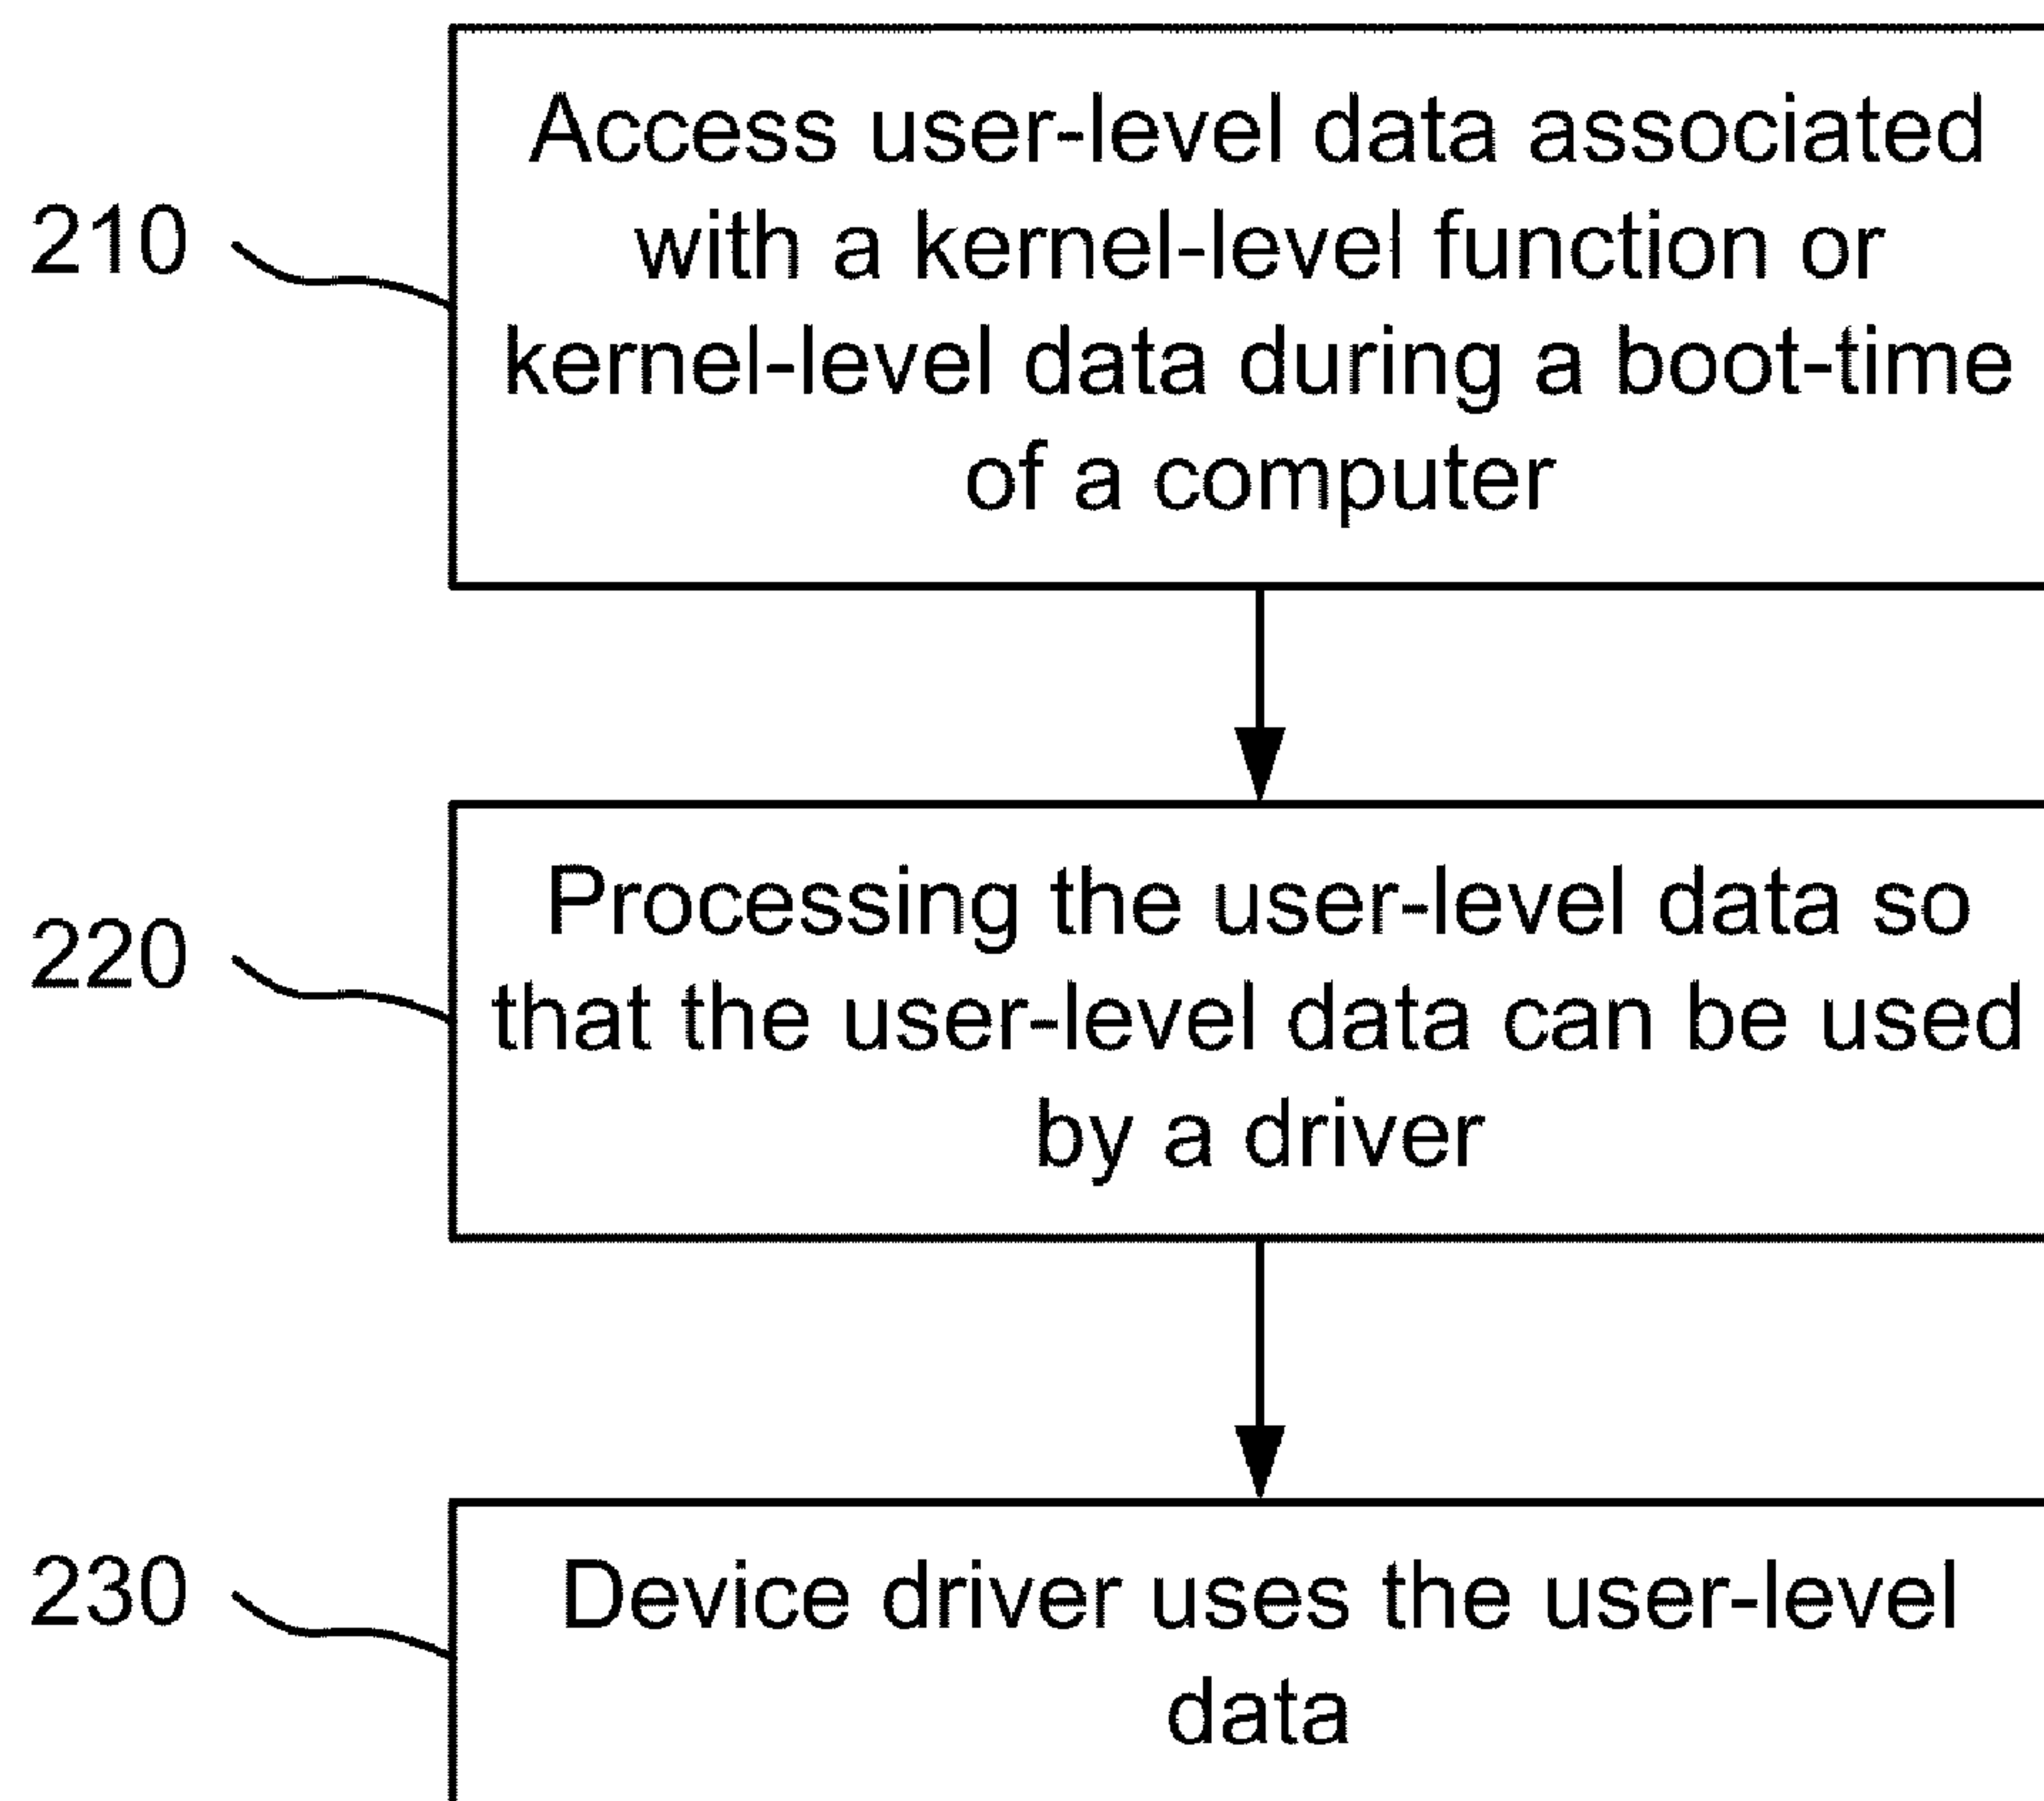 Access user-level data associated
210
with a kernel-level function or
kernel-level data during a boot-time
of a computer
Processing the user-level data so
220
that the user-level data can be used
by a driver
230
Device driver uses the user-level
data